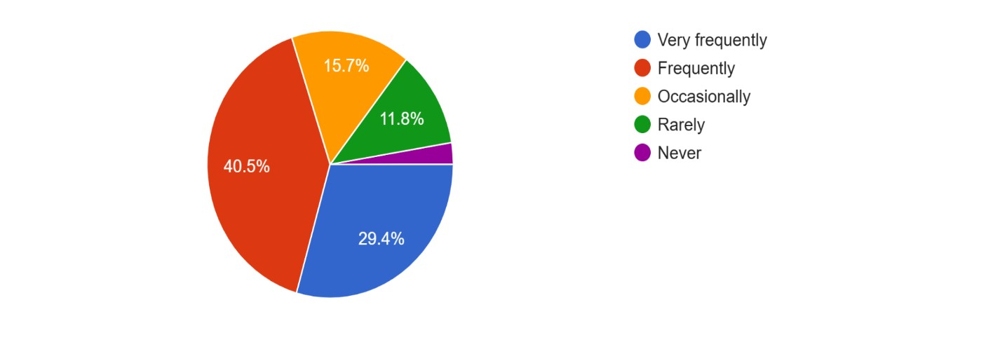 15.7%
11.8%
40.5%
29.4%
Very frequently
Frequently
Occasionally
Rarely
Never